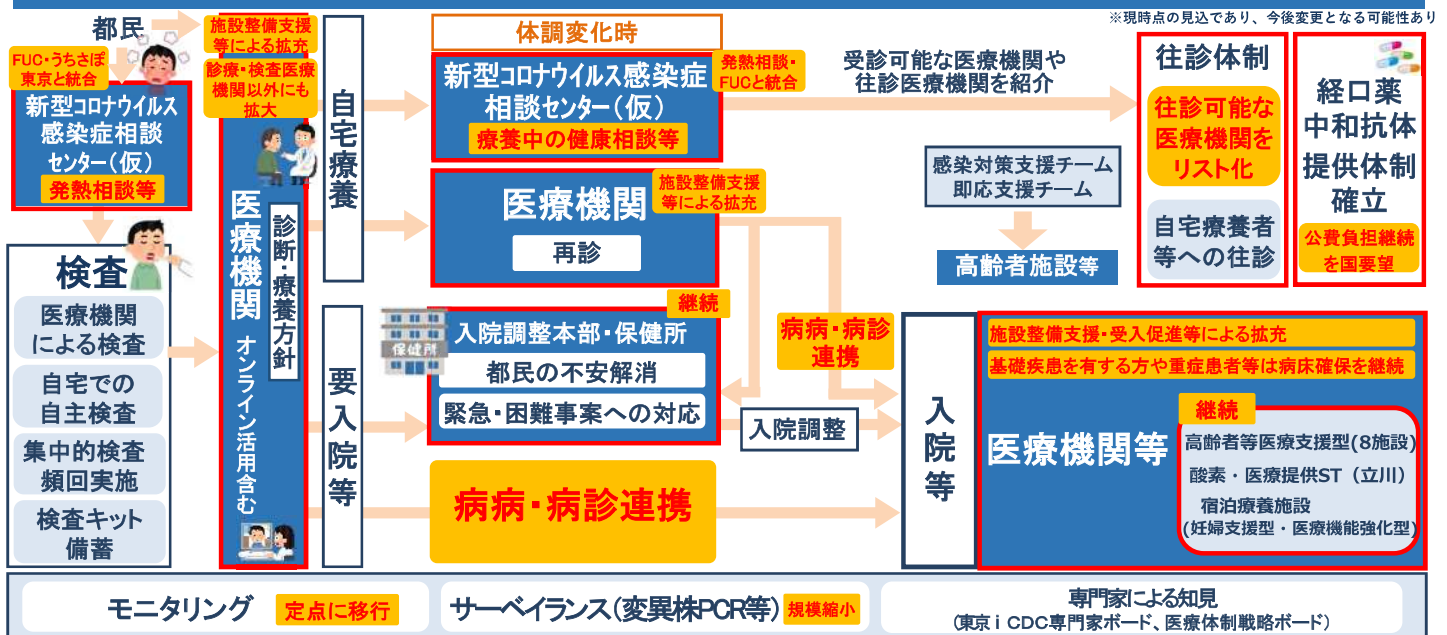 ※現時点の見込であり、今後変更となる可能性あり
都民
FUC・うちさぽ
東京と統合
新型コロナウイルス
感染症相談
センター（仮）
発熱相談等
検査
医療機関
による検査
自宅での
自主検査
集中的検査
頻回実施
検査キット
備蓄
施設整備支援
等による拡充
診療・検査医療
機関以外にも
拡大
医療機関
オンライン活用含む
診断・療養方針
自宅療養
要入院等
体調変化時
新型コロナウイルス感染症
相談センター（仮）
療養中の健康相談等
発熱相談・
FUCと統合
医療機関
再診
施設整備支援
等による拡充
継続
保健所
入院調整本部・保健所
都民の不安解消
緊急・困難事案への対応
病病・病診連携
受診可能な医療機関や
往診医療機関を紹介
感染対策支援チーム
即応支援チーム
高齢者施設等
病病・病診
連携
入院調整
往診体制
往診可能な
医療機関を
リスト化
自宅療養者
等への往診
経口薬
中和抗体
提供体制
確立
公費負担継続
を国要望
入院等
施設整備支援・受入促進等による拡充
基礎疾患を有する方や重症患者等は病床確保を継続
医療機関等
継続
高齢者等医療支援型(8施設)
酸素・医療提供ST（立川）
宿泊療養施設
(妊婦支援型・医療機能強化型)
モニタリング
定点に移行
サーベイランス（変異株PCR等）
規模縮小
専門家による知見
（東京ｉCDC専門家ボード、医療体制戦略ボード）